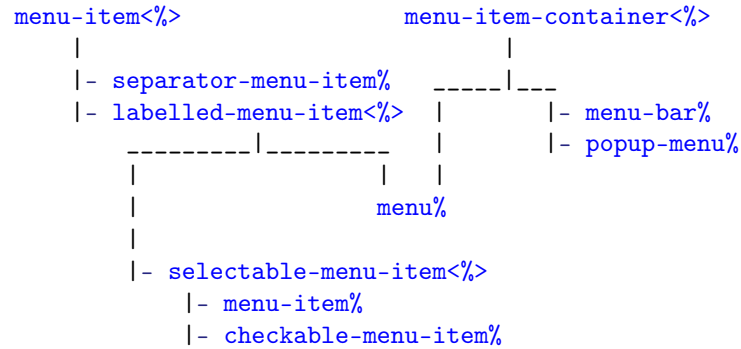 menu-item<%> menu-item-container<%>
| |
|- separator-menu-item% _____|___
|- labelled-menu-item<%> | |- menu-bar%
_________|_________ | |- popup-menu%
| | |
| menu%
|
|- selectable-menu-item<%>
|- menu-item%
|- checkable-menu-item%